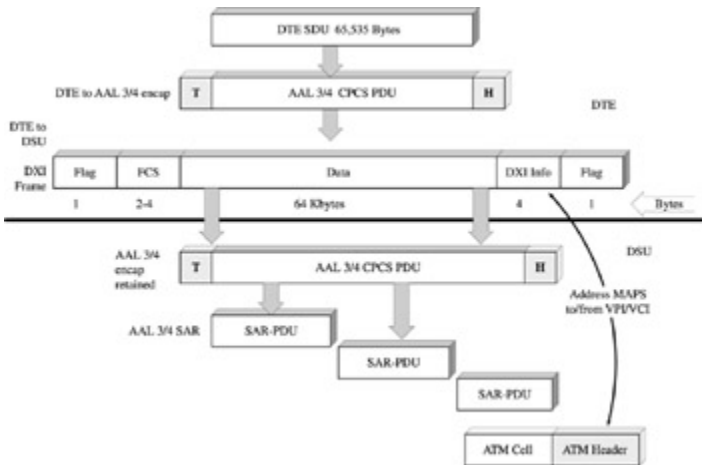 DTE SDU 65,535 Bytes
DTE to AAL 3/4 encap
T AAL 3/4 CPCS PDU H
DTE
DTE to
DSU
DXI
Frame
Flag FCS Data DXI Info Flag
1 2-4 64 Kbytes 4 1 Bytes
DSU
AAL 3/4
encap
retained
T AAL 3/4 CPCS PDU H
Address MAPS
to/from VPI/VCI
AAL 3/4 SAR
SAR-PDU
SAR-PDU
SAR-PDU
ATM Cell ATM Header